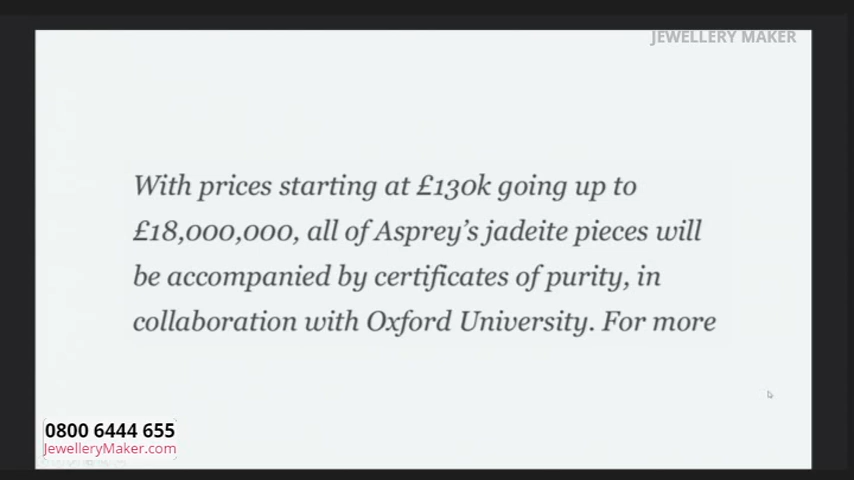 JEWELLERY MAKER
With prices starting at £130k going up to
£18,000,000, all of Asprey’s jadeite pieces will
be accompanied by certificates of purity, in
collaboration with Oxford University. For more
0800 6444 655
JewelleryMaker.com